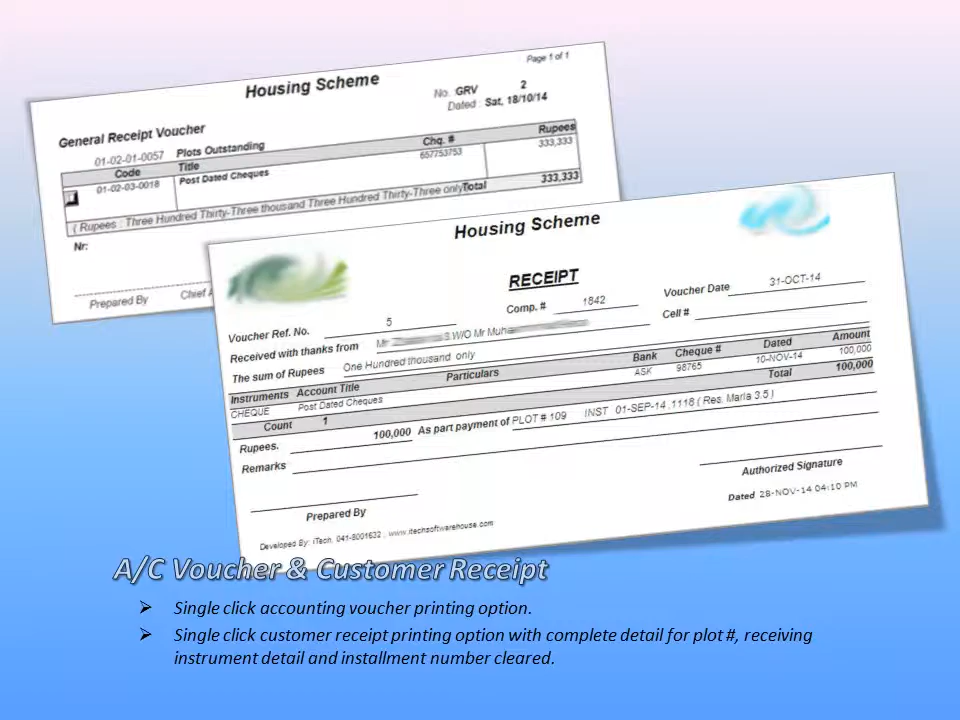 Page 1 of 1
Housing Scheme
No. GRV 2
Dated : Sat, 18/10/14
General Receipt Voucher
01-02-01-0057 Plots Outstanding
Code Title Chq. # Rupees
657753753 333,333
01-02-03-0018 Post Dated Cheques
( Rupees : Three Hundred Thirty-Three thousand Three Hundred Thirty-Three only Total 333,333
Nr:
Prepared By Chief A
Housing Scheme
RECEIPT
Voucher Ref. No. 5 Comp. # 1842 Voucher Date 31-OCT-14
Received with thanks from Mr S.W/O Mr Cell #
The sum of Rupees One Hundred thousand only
Instruments Account Title Particulars Bank Cheque # Dated Amount
CHEQUE Post Dated Cheques ASK 98765 10-NOV-14 100,000
Count 1 Total 100,000
Rupees. 100,000 As part payment of PLOT # 109 INST 01-SEP-14 ,1118 ( Res. Marla 3.5 )
Remarks
Prepared By Authorized Signature
Dated 28-NOV-14 04:10 PM
Developed By: iTech, 041-8001632 , www.itechsoftwarehouse.com
A/C Voucher & Customer Receipt
➢ Single click accounting voucher printing option.
➢ Single click customer receipt printing option with complete detail for plot #, receiving
instrument detail and installment number cleared.